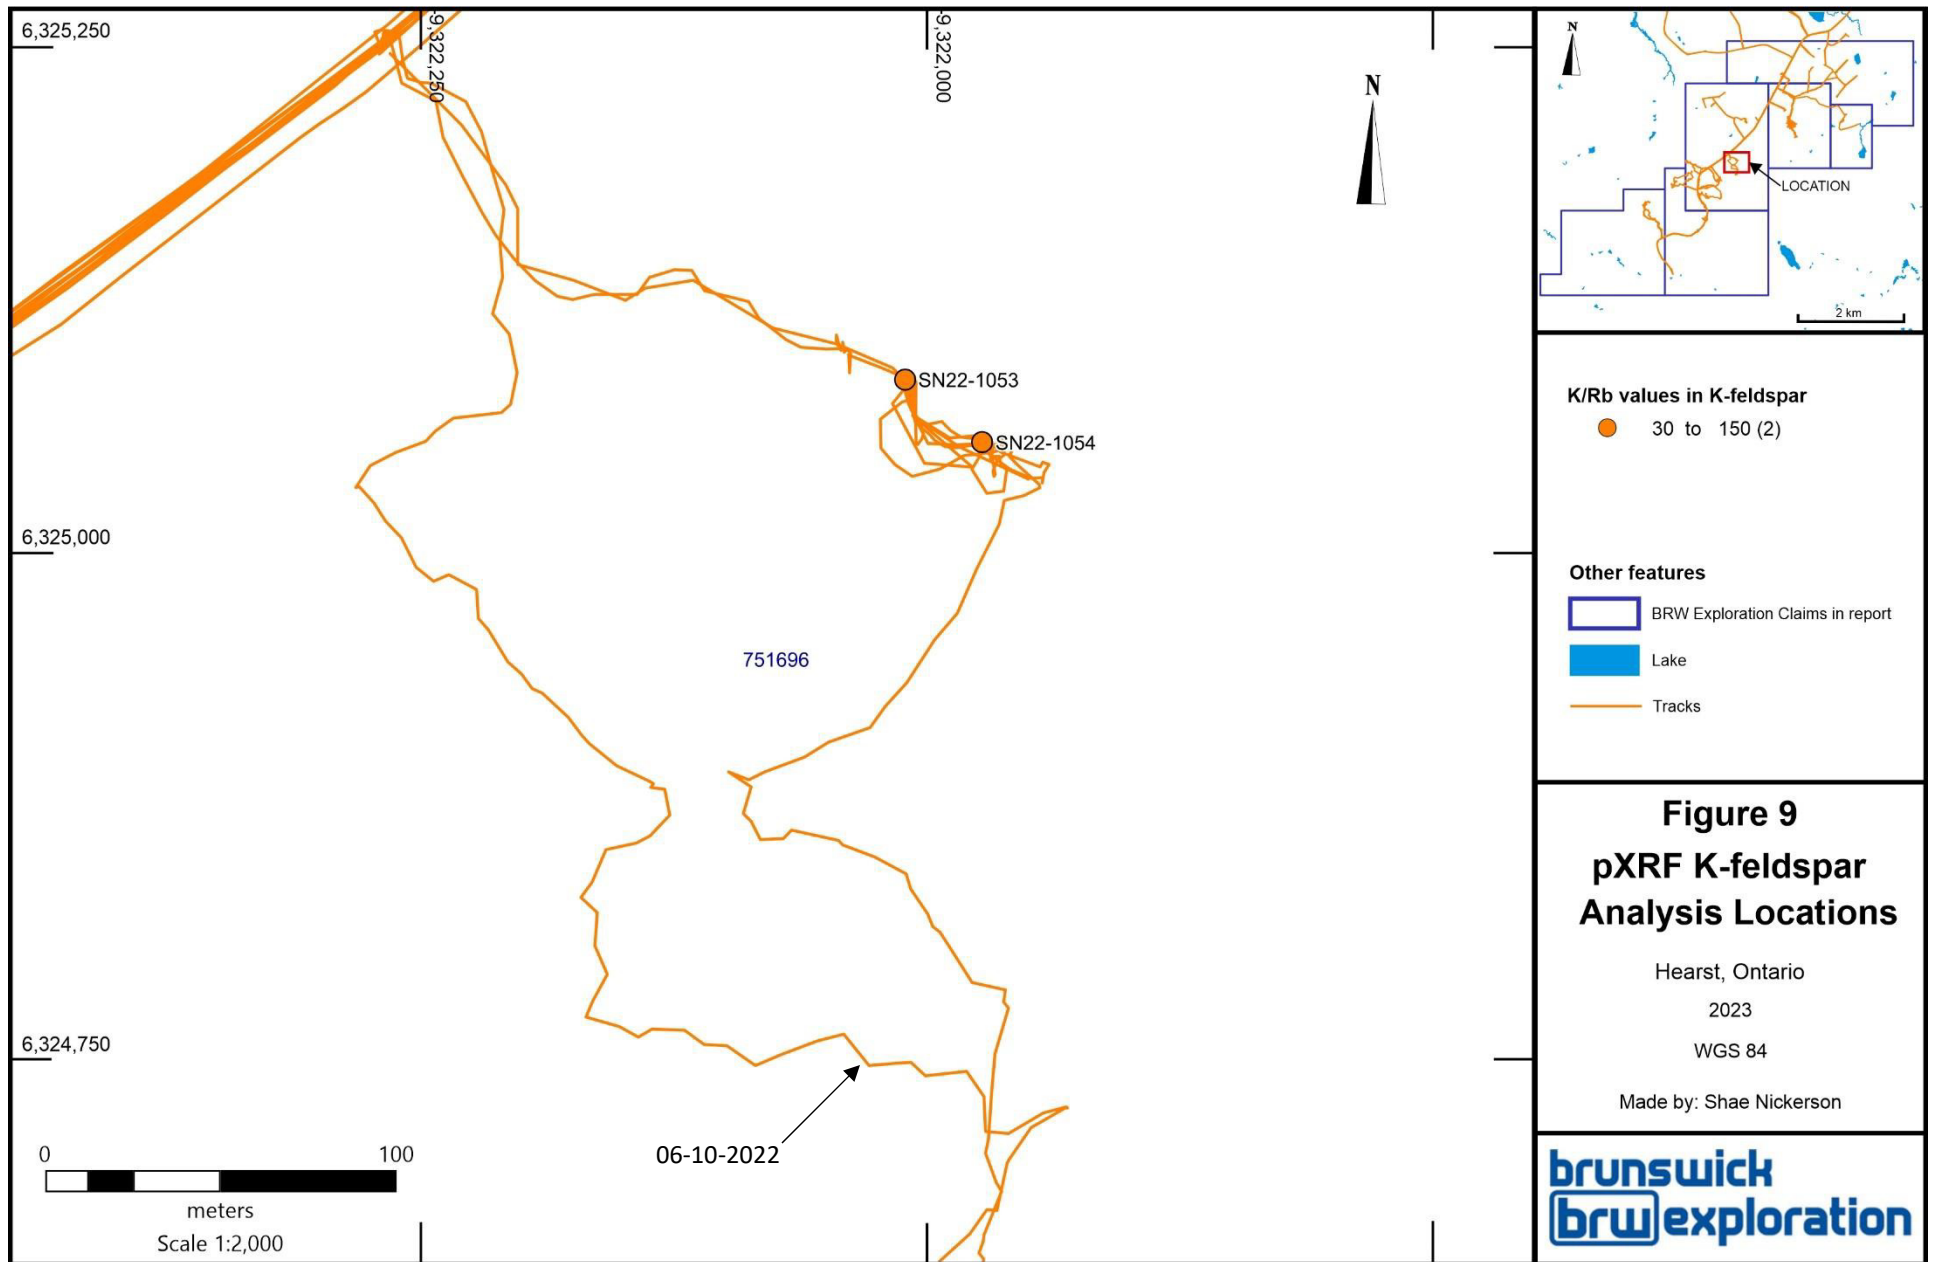 6,325,250
-9,322,250
-9,322,000
N
SN22-1053
SN22-1054
6,325,000
751696
6,324,750
06-10-2022
0 100
meters
Scale 1:2,000
N
LOCATION
2 km
K/Rb values in K-feldspar
30 to 150 (2)
Other features
BRW Exploration Claims in report
Lake
Tracks
Figure 9
pXRF K-feldspar
Analysis Locations
Hearst, Ontario
2023
WGS 84
Made by: Shae Nickerson
brunswick
brw exploration